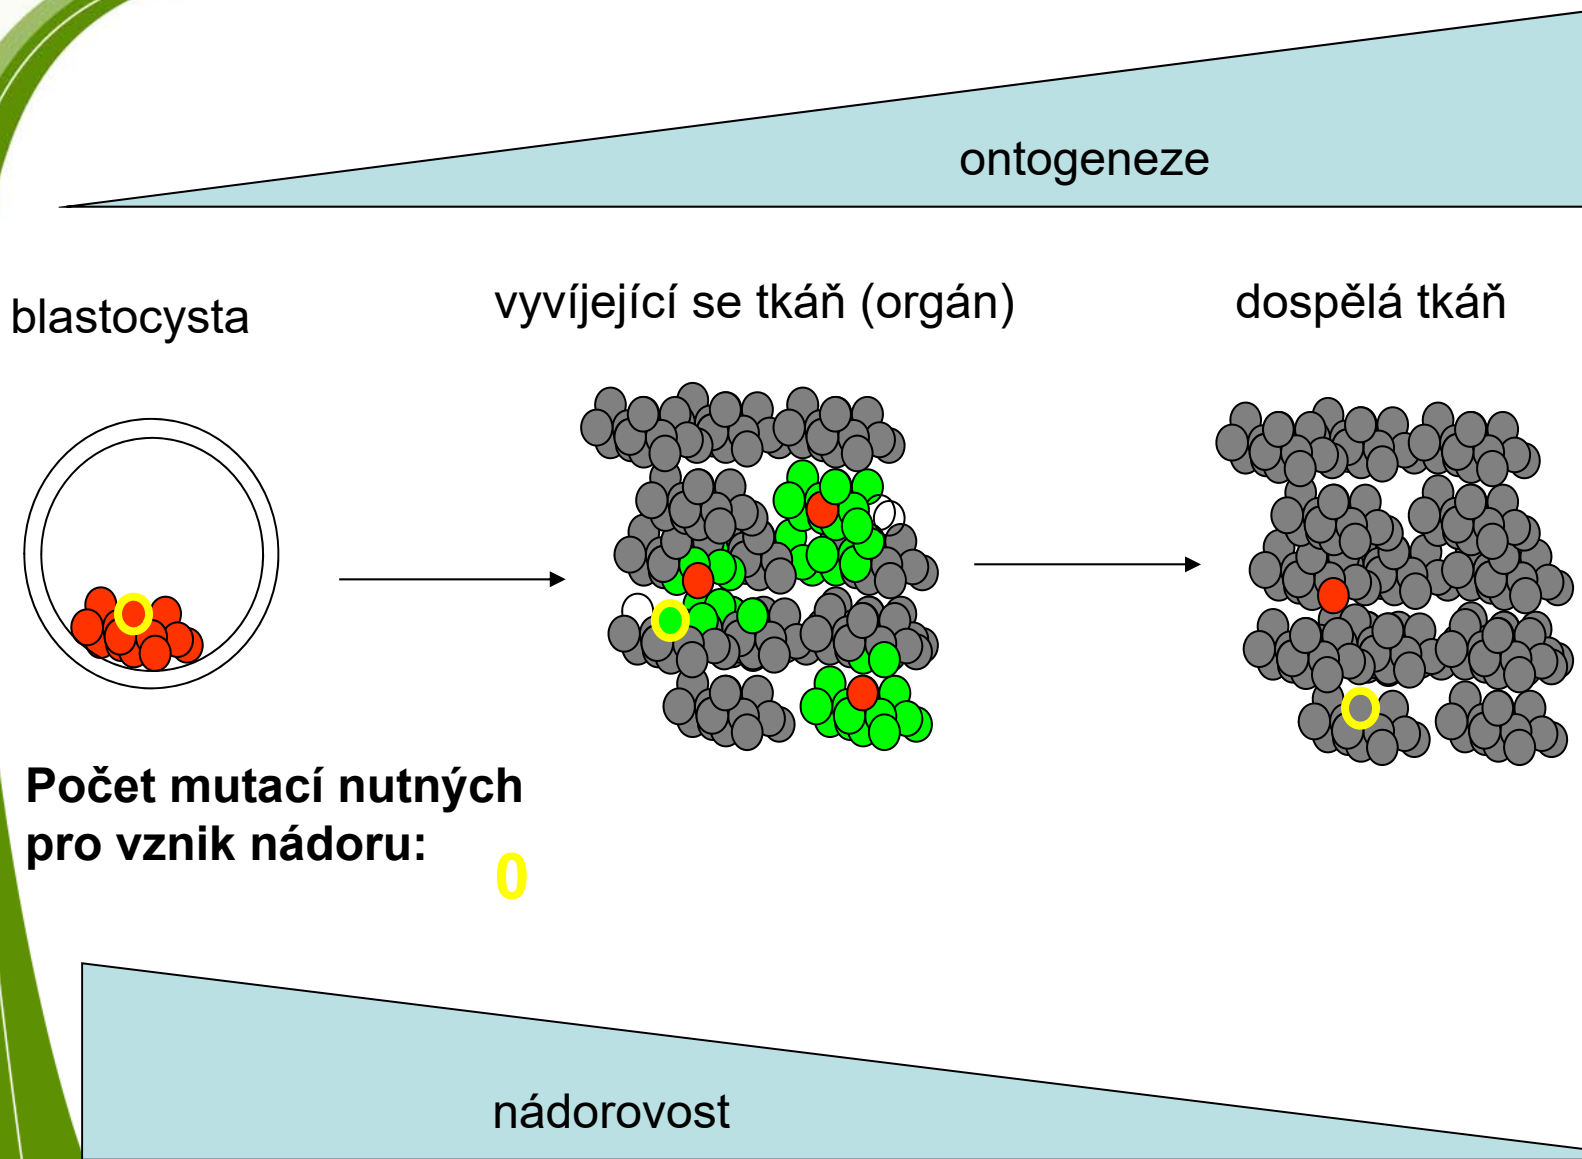 ontogeneze
blastocysta
vyvíjející se tkáň (orgán)
dospělá tkáň
Počet mutací nutných
pro vznik nádoru:
0
nádorovost